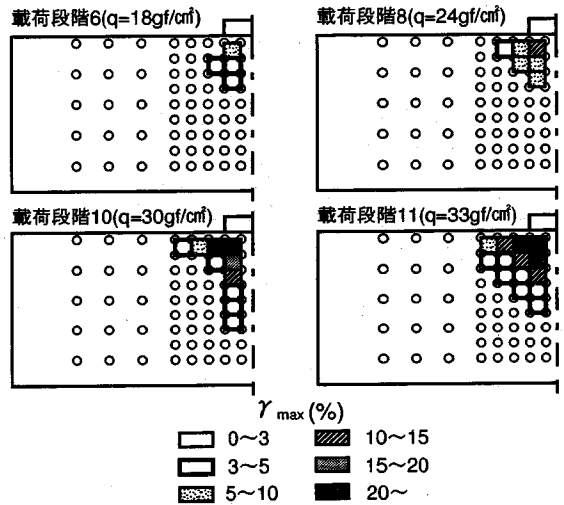 載荷段階6(q=18gf/c㎡)
載荷段階8(q=24gf/c㎡)
載荷段階10(q=30gf/c㎡)
載荷段階11(q=33gf/c㎡)
γmax(%)
0～3
10～15
3～5
15～20
5～10
20～